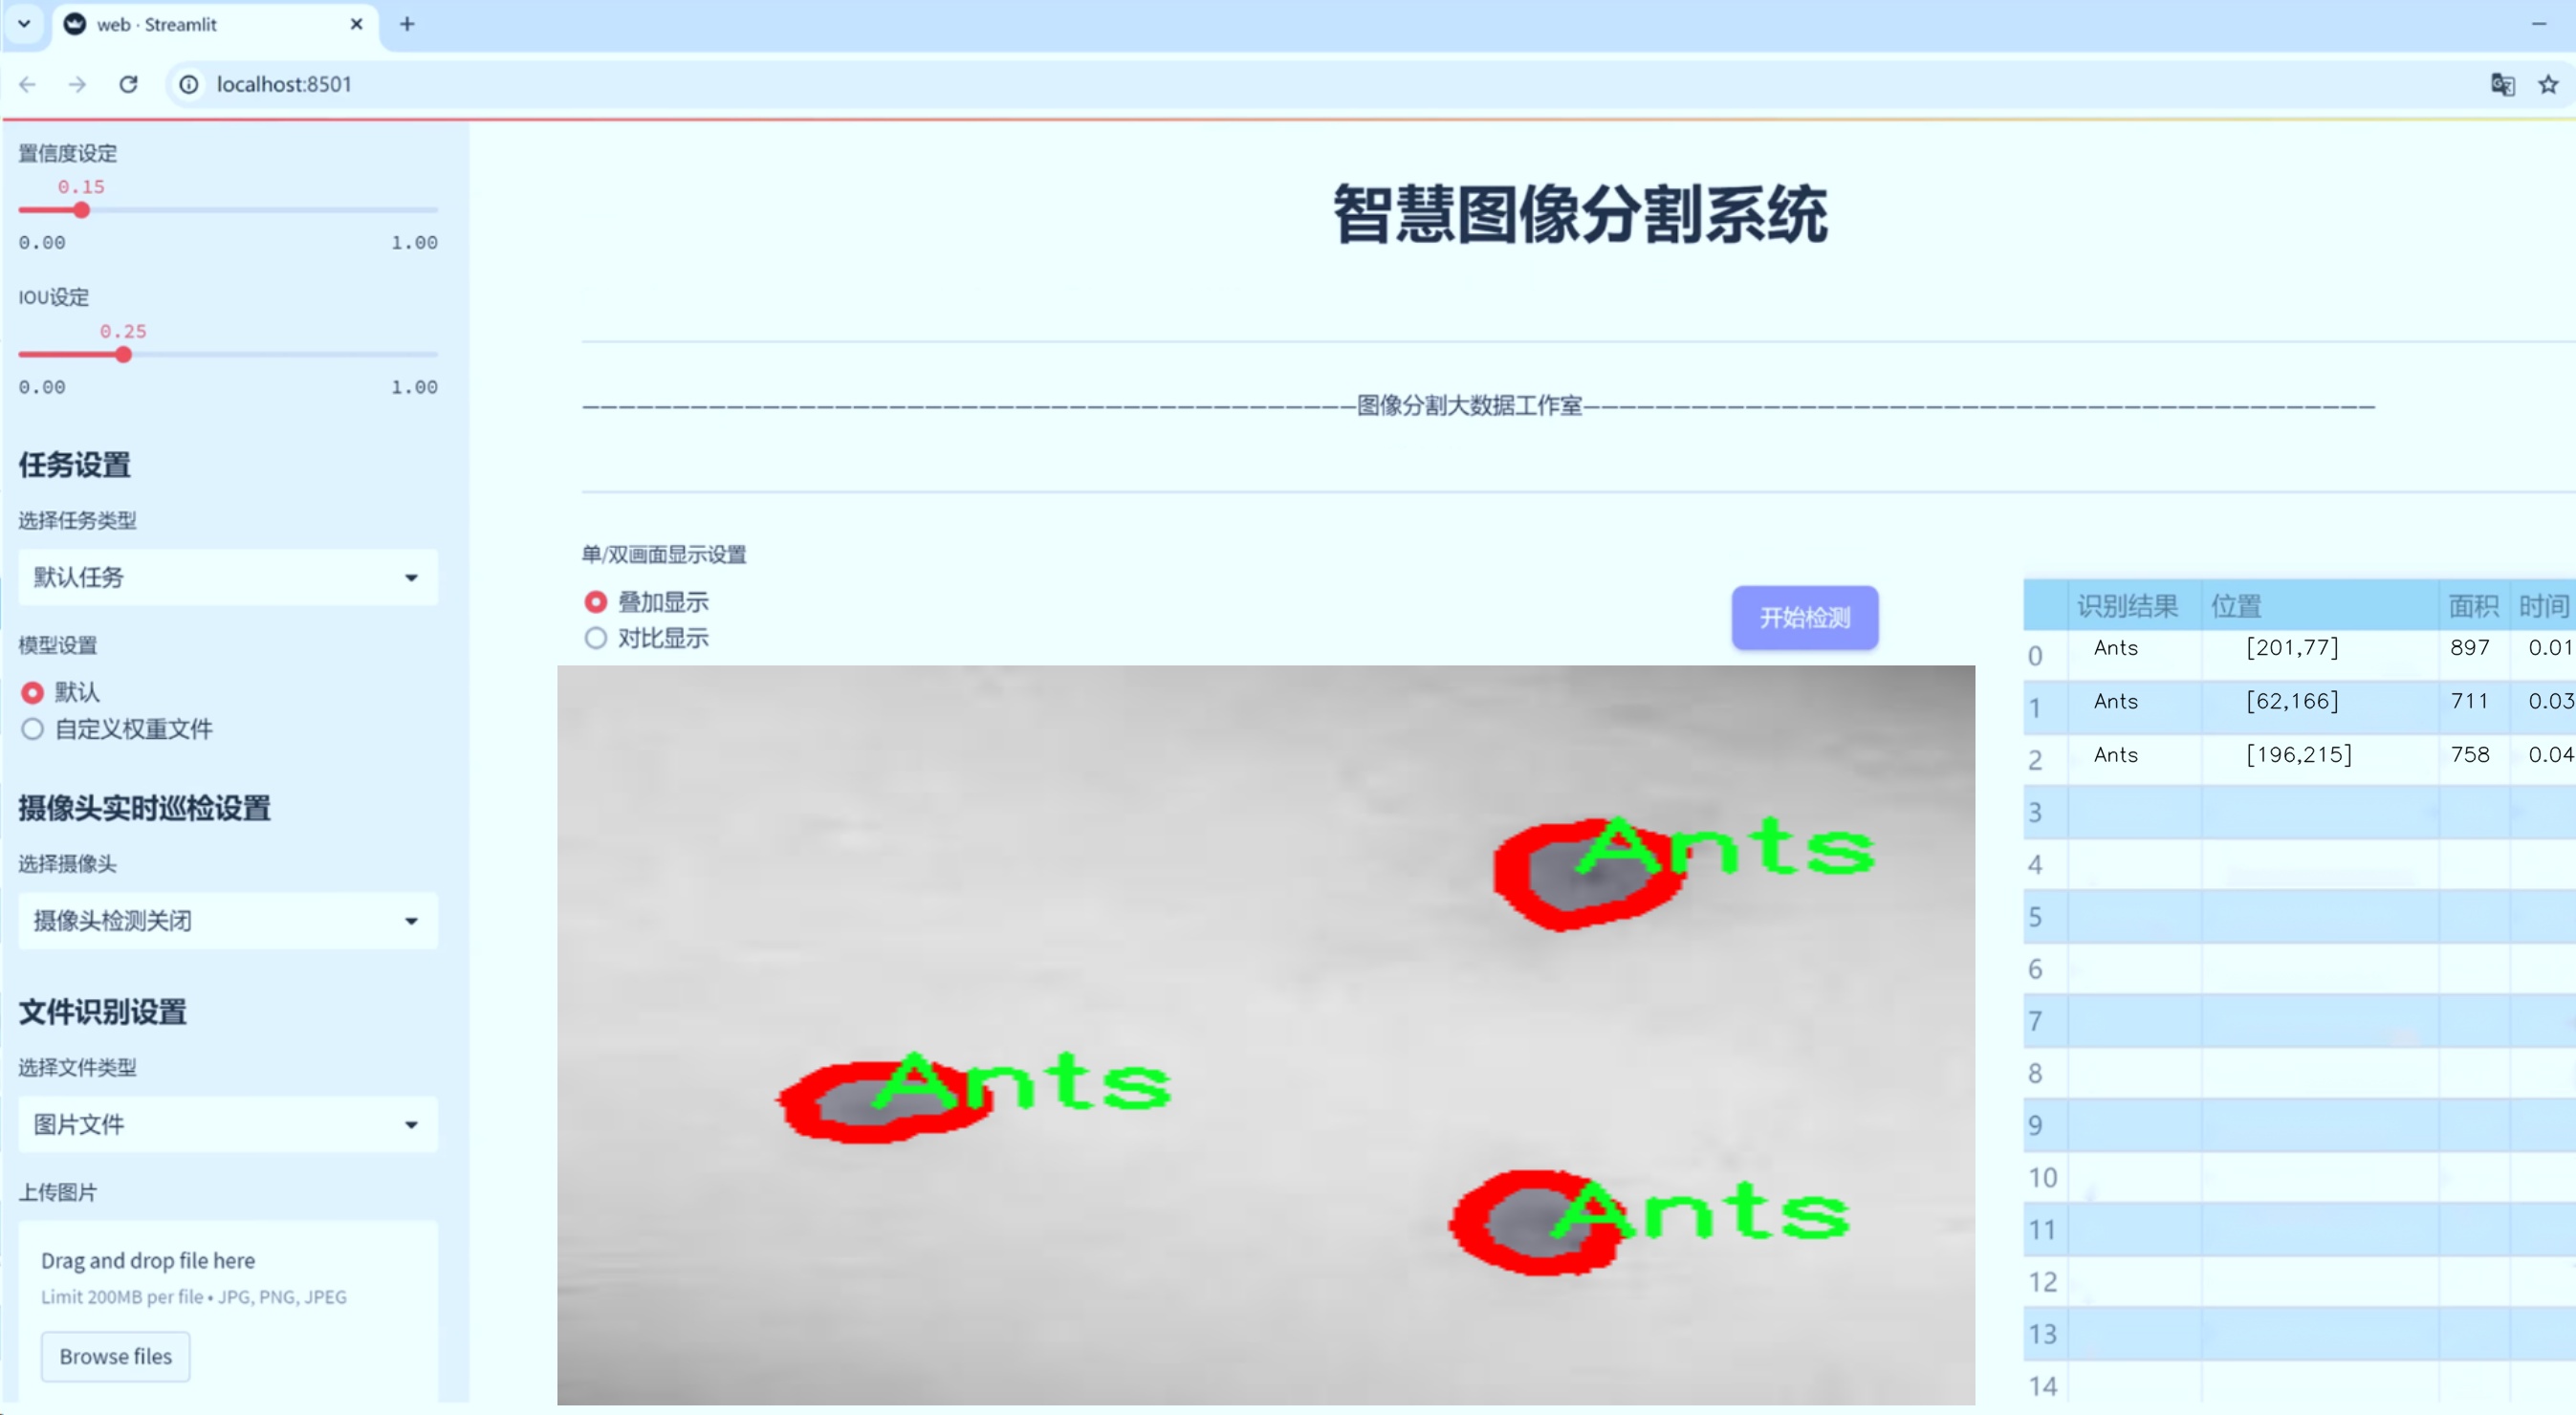 web · Streamlit
localhost:8501
置信度设定
0.15
0.00 1.00
IOU设定
0.25
0.00 1.00
任务设置
选择任务类型
默认任务
模型设置
默认
自定义权重文件
摄像头实时巡检设置
选择摄像头
摄像头检测关闭
文件识别设置
选择文件类型
图片文件
上传图片
Drag and drop file here
Limit 200MB per file • JPG, PNG, JPEG
Browse files
智慧图像分割系统
———————————————————————————————————————————图像分割大数据工作室————————————————————————————————————————————
单/双画面显示设置
叠加显示
对比显示
开始检测
Ants
Ants
Ants
识别结果 位置 面积 时间
0 Ants [201,77] 897 0.01
1 Ants [62,166] 711 0.03
2 Ants [196,215] 758 0.04
3
4
5
6
7
8
9
10
11
12
13
14